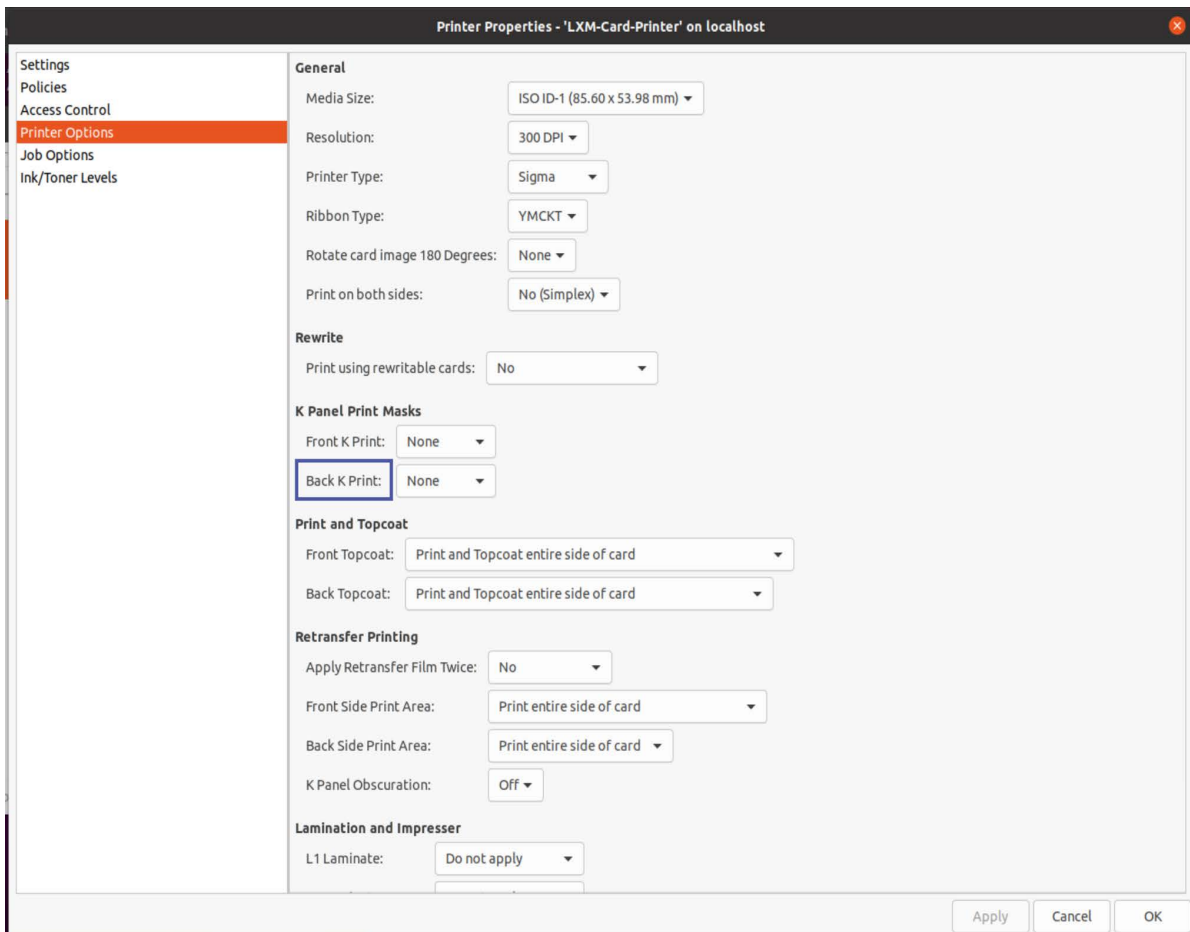 Printer Properties - 'LXM-Card-Printer' on localhost
Settings
Policies
Access Control
Printer Options
Job Options
Ink/Toner Levels
General
Media Size: ISO ID-1 (85.60 x 53.98 mm)
Resolution: 300 DPI
Printer Type: Sigma
Ribbon Type: YMCKT
Rotate card image 180 Degrees: None
Print on both sides: No (Simplex)
Rewrite
Print using rewritable cards: No
K Panel Print Masks
Front K Print: None
Back K Print: None
Print and Topcoat
Front Topcoat: Print and Topcoat entire side of card
Back Topcoat: Print and Topcoat entire side of card
Retransfer Printing
Apply Retransfer Film Twice: No
Front Side Print Area: Print entire side of card
Back Side Print Area: Print entire side of card
K Panel Obscuration: Off
Lamination and Impresser
L1 Laminate: Do not apply
Apply Cancel OK